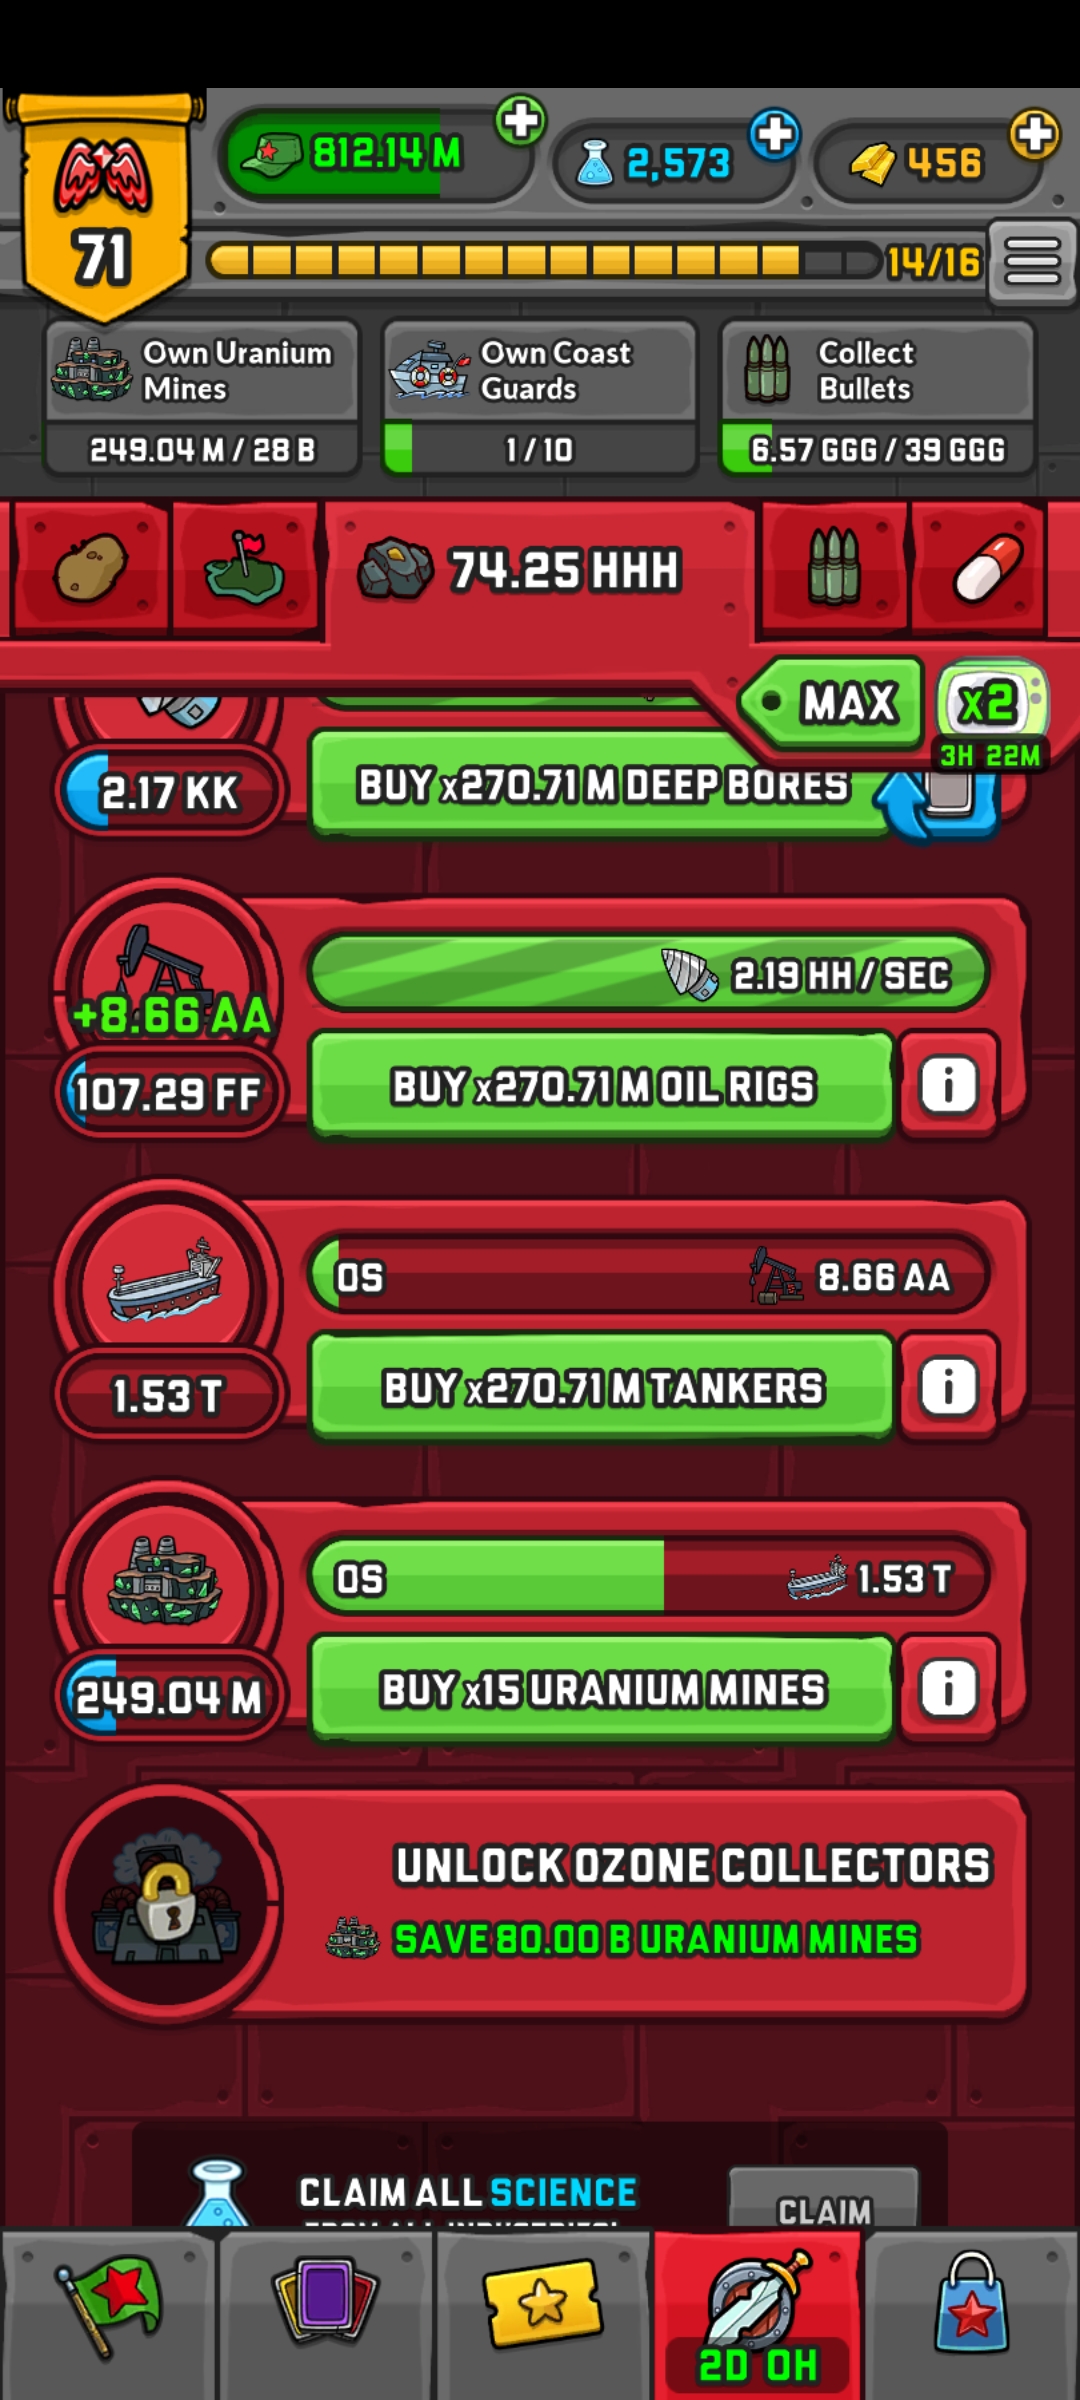 812.14 M
2,573
456
71
14/16
Own Uranium
Mines
249.04 M / 28 B
Own Coast
Guards
1/10
Collect
Bullets
6.57 GGG / 39 GGG
74.25 HHH
MAX
x2
3H 22M
2.17 KK
BUY x270.71 M DEEP BORES
2.19 HH / SEC
+8.66 AA
107.29 FF
BUY x270.71 M OIL RIGS
i
0S
8.66 AA
1.53 T
BUY x270.71 M TANKERS
i
0S
1.53 T
249.04 M
BUY x15 URANIUM MINES
i
UNLOCK OZONE COLLECTORS
SAVE 80.00 B URANIUM MINES
CLAIM ALL SCIENCE
FROM ALL INDUSTRIES!
CLAIM
2D 0H